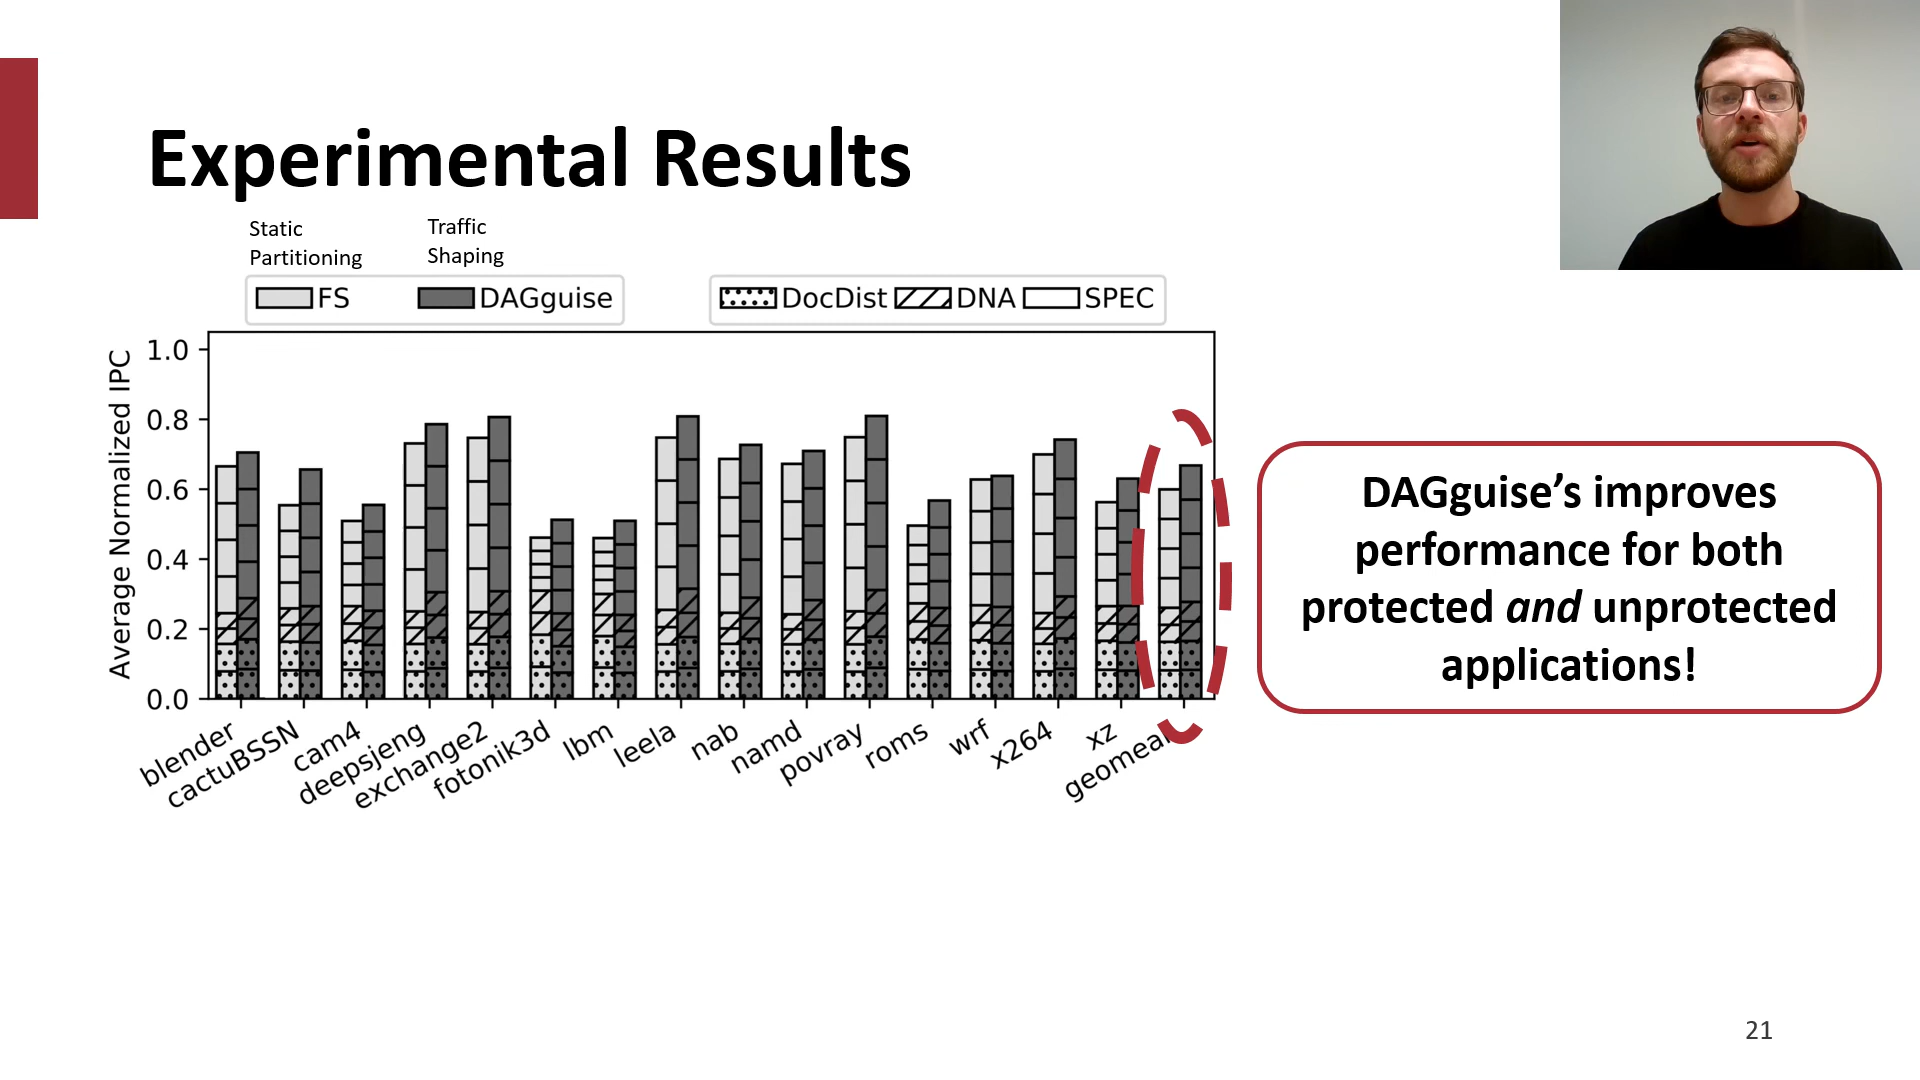 Experimental Results
Static
Partitioning
Traffic
Shaping
FS
DAGguise
DocDist
DNA
SPEC
Average Normalized IPC
1.0
0.8
0.6
0.4
0.2
0.0
blender
cactuBSSN
cam4
deepsjeng
exchange2
fotonik3d
lbm
leela
nab
namd
povray
roms
wrf
x264
xz
geomean
DAGguise’s improves
performance for both
protected and unprotected
applications!
21